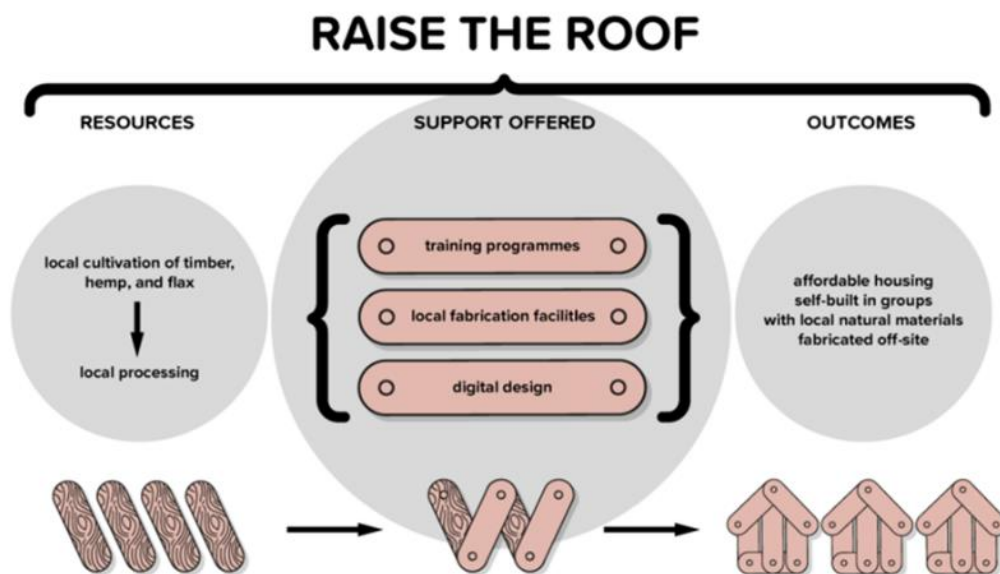 RAISE THE ROOF
RESOURCES
local cultivation of timber,
hemp, and flax
local processing
SUPPORT OFFERED
training programmes
local fabrication facilities
digital design
OUTCOMES
affordable housing
self-built in groups
with local natural materials
fabricated off-site